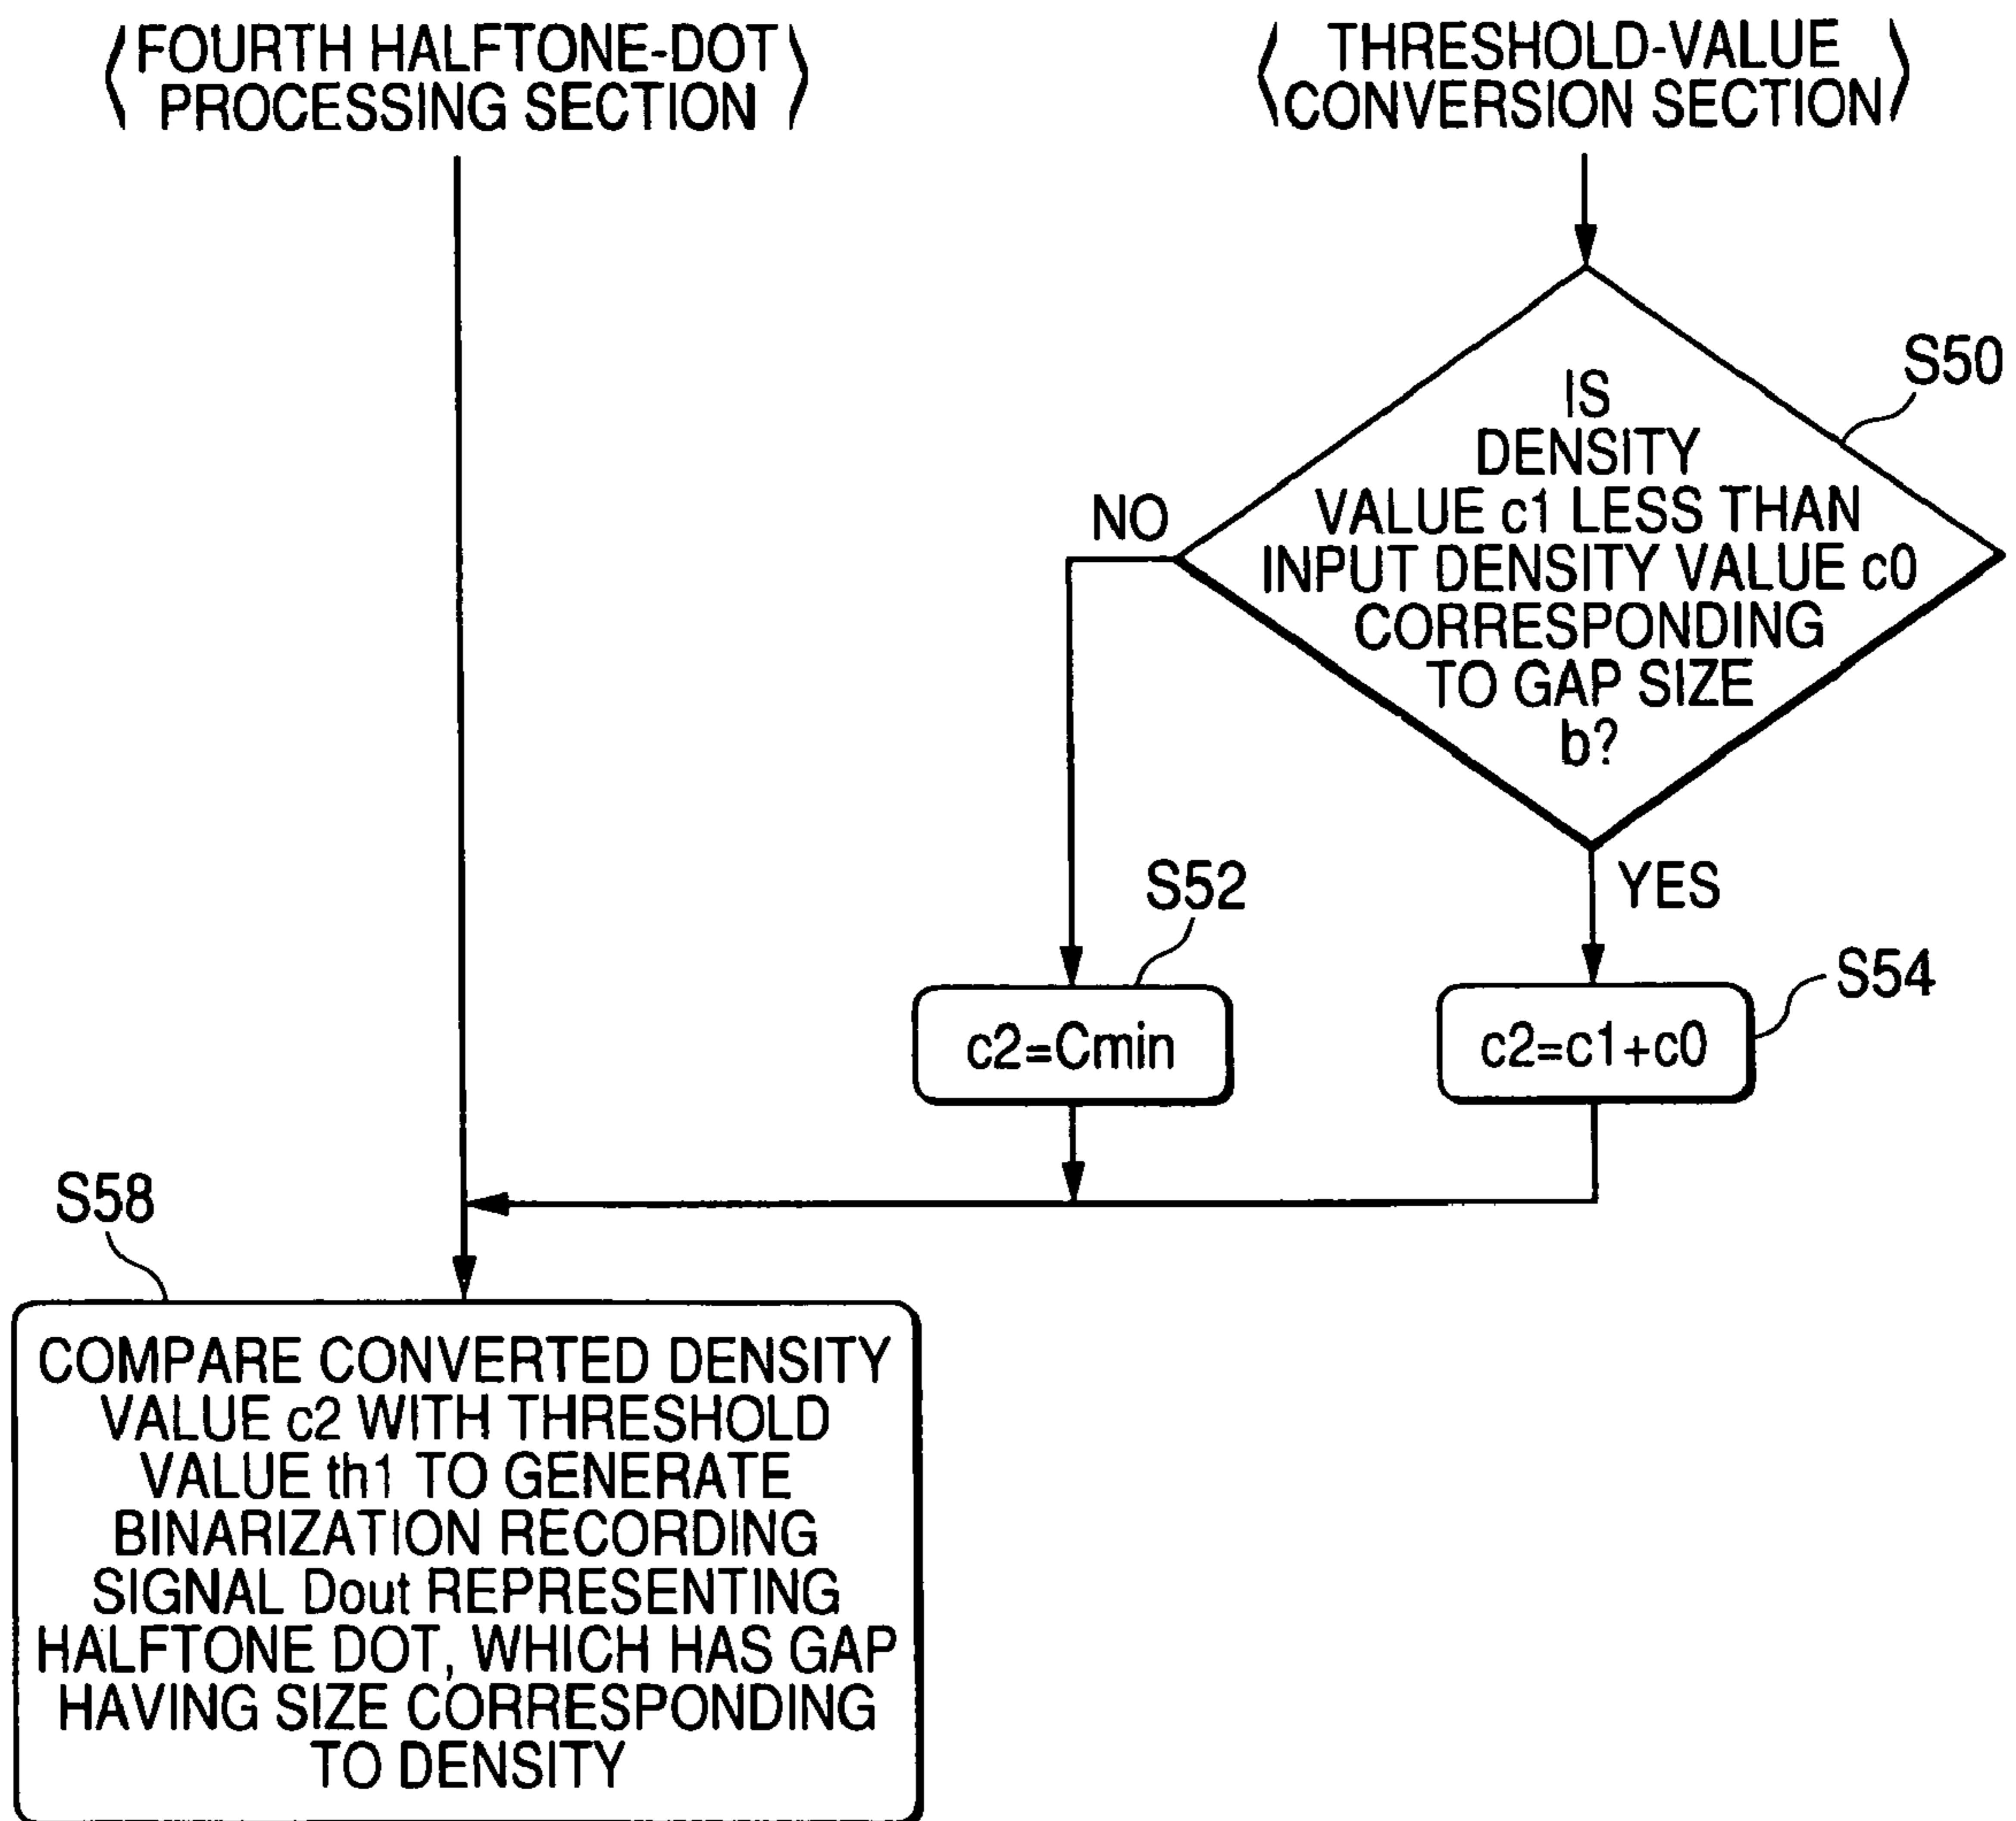 FOURTH HALFTONE-DOT
PROCESSING SECTION
THRESHOLD-VALUE
CONVERSION SECTION
S50
IS
DENSITY
VALUE c1 LESS THAN
INPUT DENSITY VALUE c0
CORRESPONDING
TO GAP SIZE
b?
NO
YES
S52
c2=Cmin
S54
c2=c1+c0
S58
COMPARE CONVERTED DENSITY
VALUE c2 WITH THRESHOLD
VALUE th1 TO GENERATE
BINARIZATION RECORDING
SIGNAL Dout REPRESENTING
HALFTONE DOT, WHICH HAS GAP
HAVING SIZE CORRESPONDING
TO DENSITY